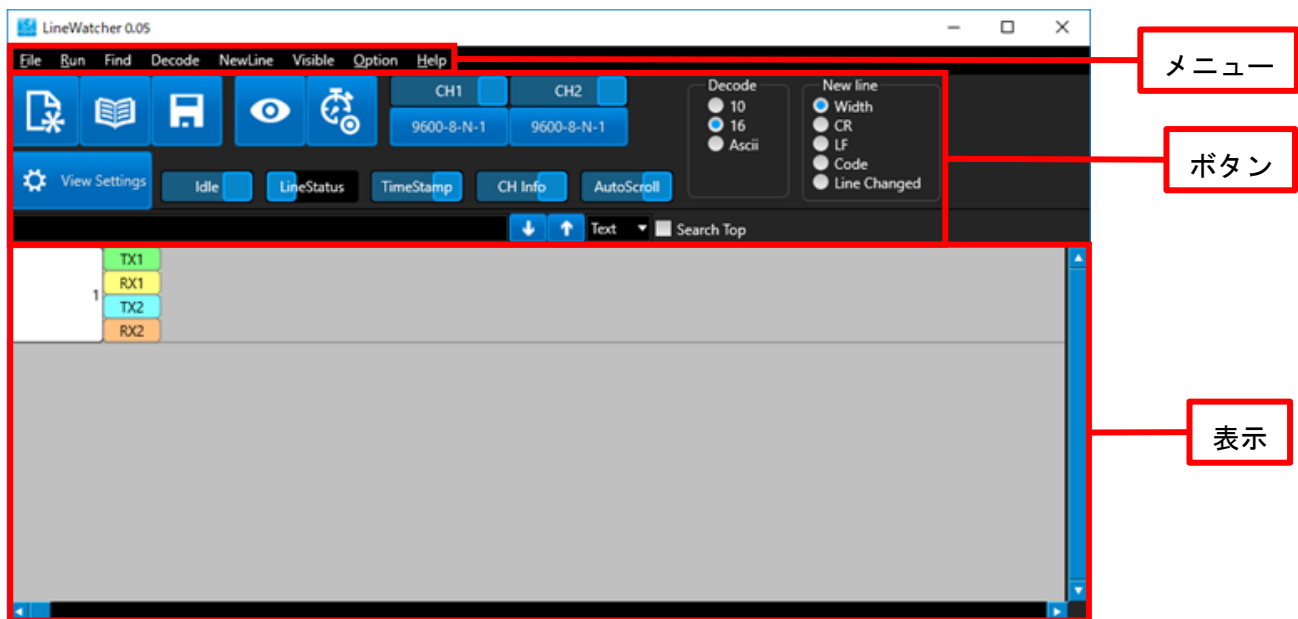 LineWatcher 0.05
File Run Find Decode NewLine Visible Option Help
メニュー
CH1 CH2
9600-8-N-1 9600-8-N-1
Decode
10
16
Ascii
New line
Width
CR
LF
Code
Line Changed
ボタン
View Settings
Idle LineStatus TimeStamp CH Info AutoScroll
Text Search Top
1
TX1
RX1
TX2
RX2
表示